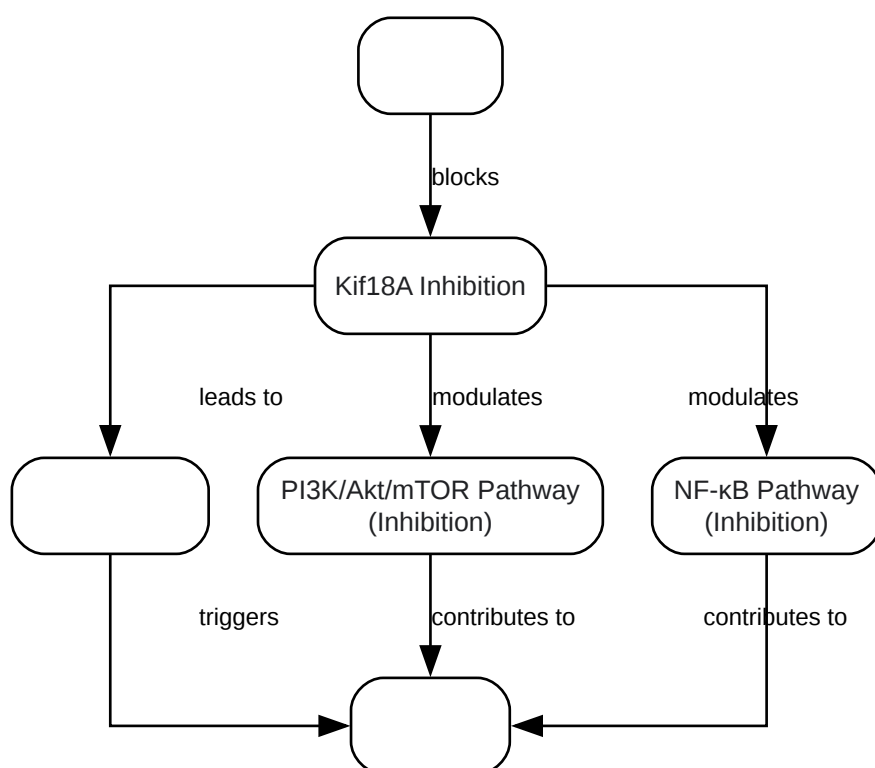 blocks
Kif18A Inhibition
leads to
modulates
modulates
PI3K/Akt/mTOR Pathway
(Inhibition)
NF-κB Pathway
(Inhibition)
triggers
contributes to
contributes to